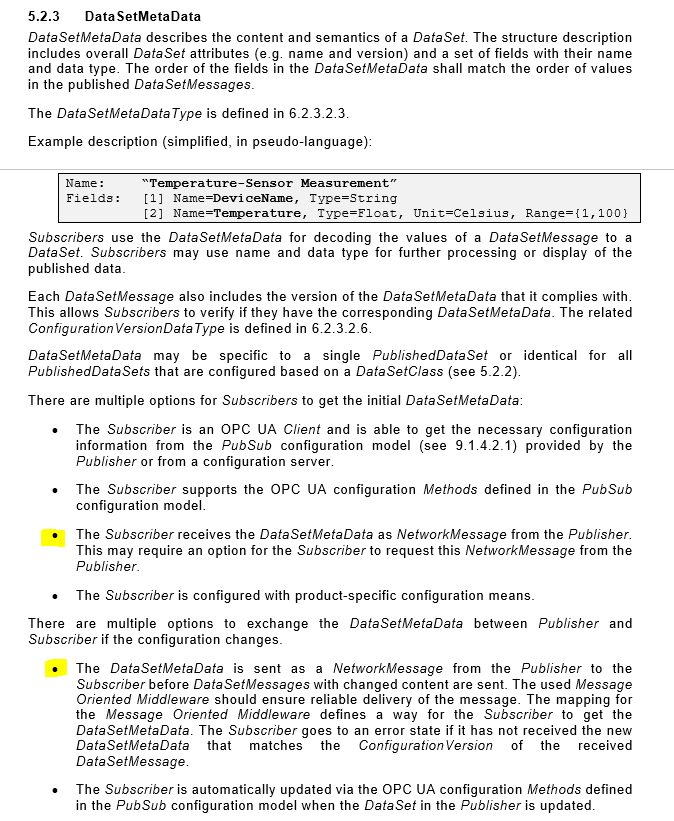 5.2.3 DataSetMetaData
DataSetMetaData describes the content and semantics of a DataSet. The structure description
includes overall DataSet attributes (e.g. name and version) and a set of fields with their name
and data type. The order of the fields in the DataSetMetaData shall match the order of values
in the published DataSetMessages.
The DataSetMetaDataType is defined in 6.2.3.2.3.
Example description (simplified, in pseudo-language):
Name: “Temperature-Sensor Measurement”
Fields: [1] Name=DeviceName, Type=String
[2] Name=Temperature, Type=Float, Unit=Celsius, Range={1,100}
Subscribers use the DataSetMetaData for decoding the values of a DataSetMessage to a
DataSet. Subscribers may use name and data type for further processing or display of the
published data.
Each DataSetMessage also includes the version of the DataSetMetaData that it complies with.
This allows Subscribers to verify if they have the corresponding DataSetMetaData. The related
ConfigurationVersionDataType is defined in 6.2.3.2.6.
DataSetMetaData may be specific to a single PublishedDataSet or identical for all
PublishedDataSets that are configured based on a DataSetClass (see 5.2.2).
There are multiple options for Subscribers to get the initial DataSetMetaData:
• The Subscriber is an OPC UA Client and is able to get the necessary configuration
information from the PubSub configuration model (see 9.1.4.2.1) provided by the
Publisher or from a configuration server.
• The Subscriber supports the OPC UA configuration Methods defined in the PubSub
configuration model.
• The Subscriber receives the DataSetMetaData as NetworkMessage from the Publisher.
This may require an option for the Subscriber to request this NetworkMessage from the
Publisher.
• The Subscriber is configured with product-specific configuration means.
There are multiple options to exchange the DataSetMetaData between Publisher and
Subscriber if the configuration changes.
• The DataSetMetaData is sent as a NetworkMessage from the Publisher to the
Subscriber before DataSetMessages with changed content are sent. The used Message
Oriented Middleware should ensure reliable delivery of the message. The mapping for
the Message Oriented Middleware defines a way for the Subscriber to get the
DataSetMetaData. The Subscriber goes to an error state if it has not received the new
DataSetMetaData that matches the ConfigurationVersion of the received
DataSetMessage.
• The Subscriber is automatically updated via the OPC UA configuration Methods defined
in the PubSub configuration model when the DataSet in the Publisher is updated.